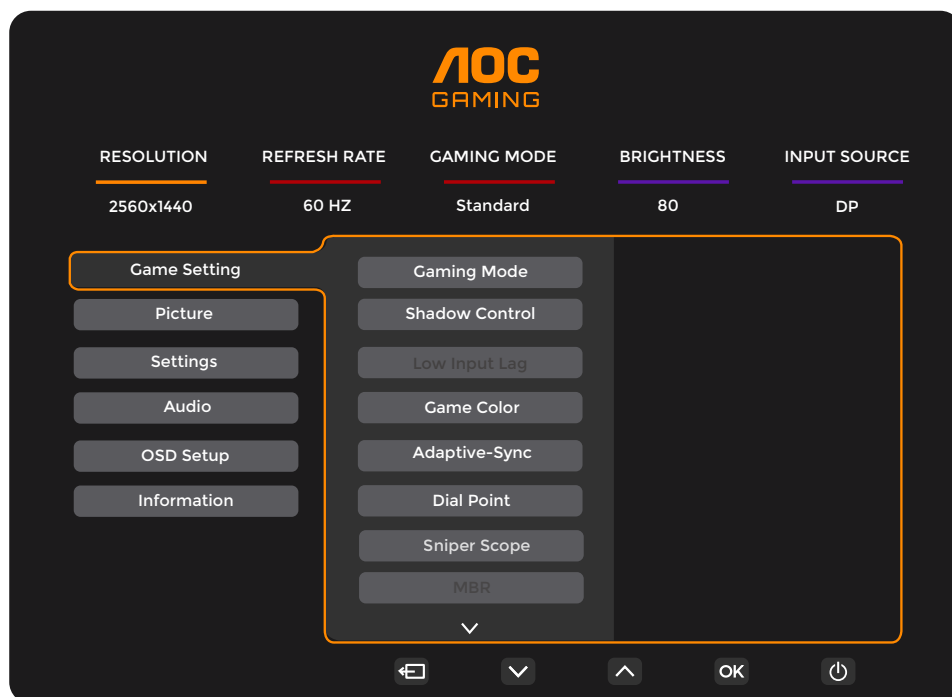 AOC
GAMING
RESOLUTION REFRESH RATE GAMING MODE BRIGHTNESS INPUT SOURCE
2560x1440 60 HZ Standard 80 DP
Game Setting
Picture
Settings
Audio
OSD Setup
Information
Gaming Mode
Shadow Control
Low Input Lag
Game Color
Adaptive-Sync
Dial Point
Sniper Scope
MBR
OK